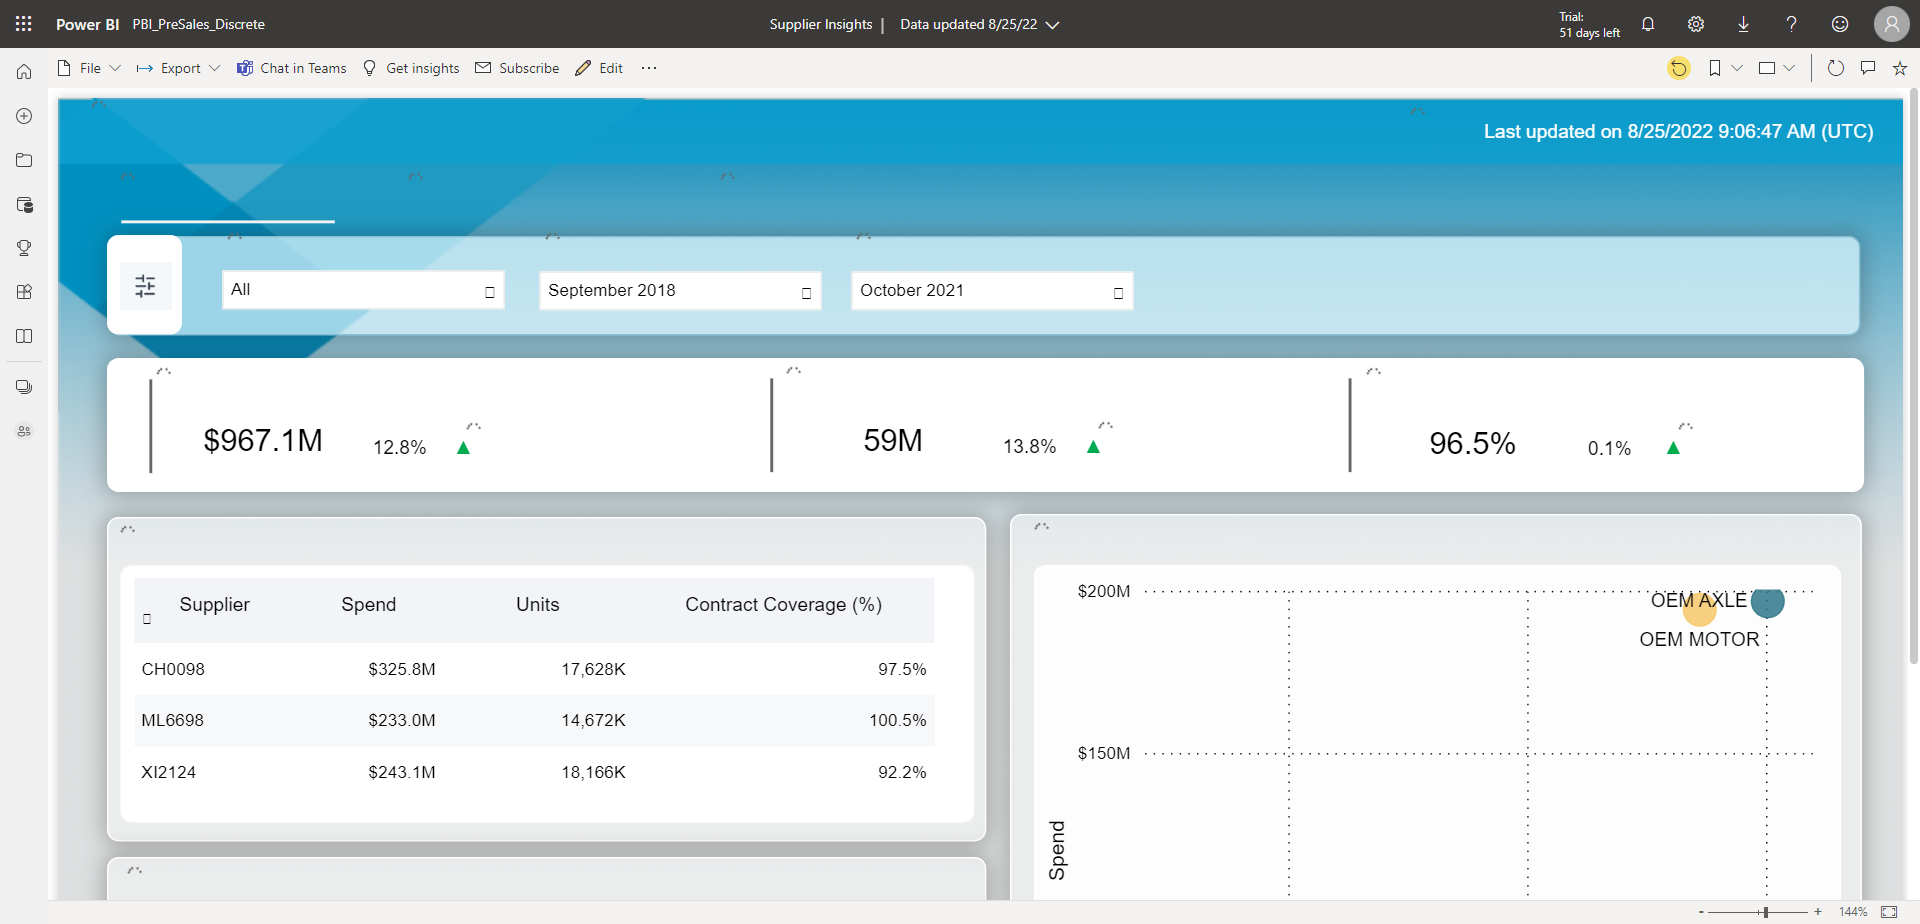 Power BI PBI_PreSales_Discrete
Supplier Insights | Data updated 8/25/22
Trial:
51 days left
File Export Chat in Teams Get insights Subscribe Edit ...
Last updated on 8/25/2022 9:06:47 AM (UTC)
All September 2018 October 2021
$967.1M 12.8% 59M 13.8% 96.5% 0.1%
Supplier Spend Units Contract Coverage (%)
CH0098 $325.8M 17,628K 97.5%
ML6698 $233.0M 14,672K 100.5%
XI2124 $243.1M 18,166K 92.2%
$200M
OEM AXLE
OEM MOTOR
$150M
Spend
144%